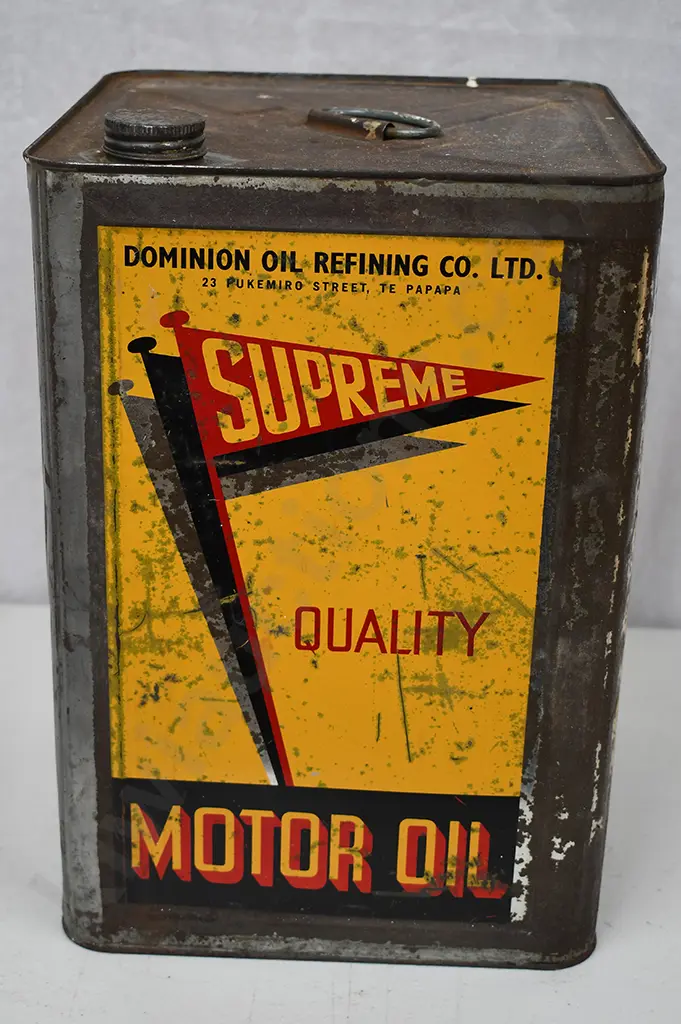 DOMINION OIL REFINING CO. LTD.
23 PUKEMIRO STREET, TE PAPAPA
SUPREME
QUALITY
MOTOR OIL